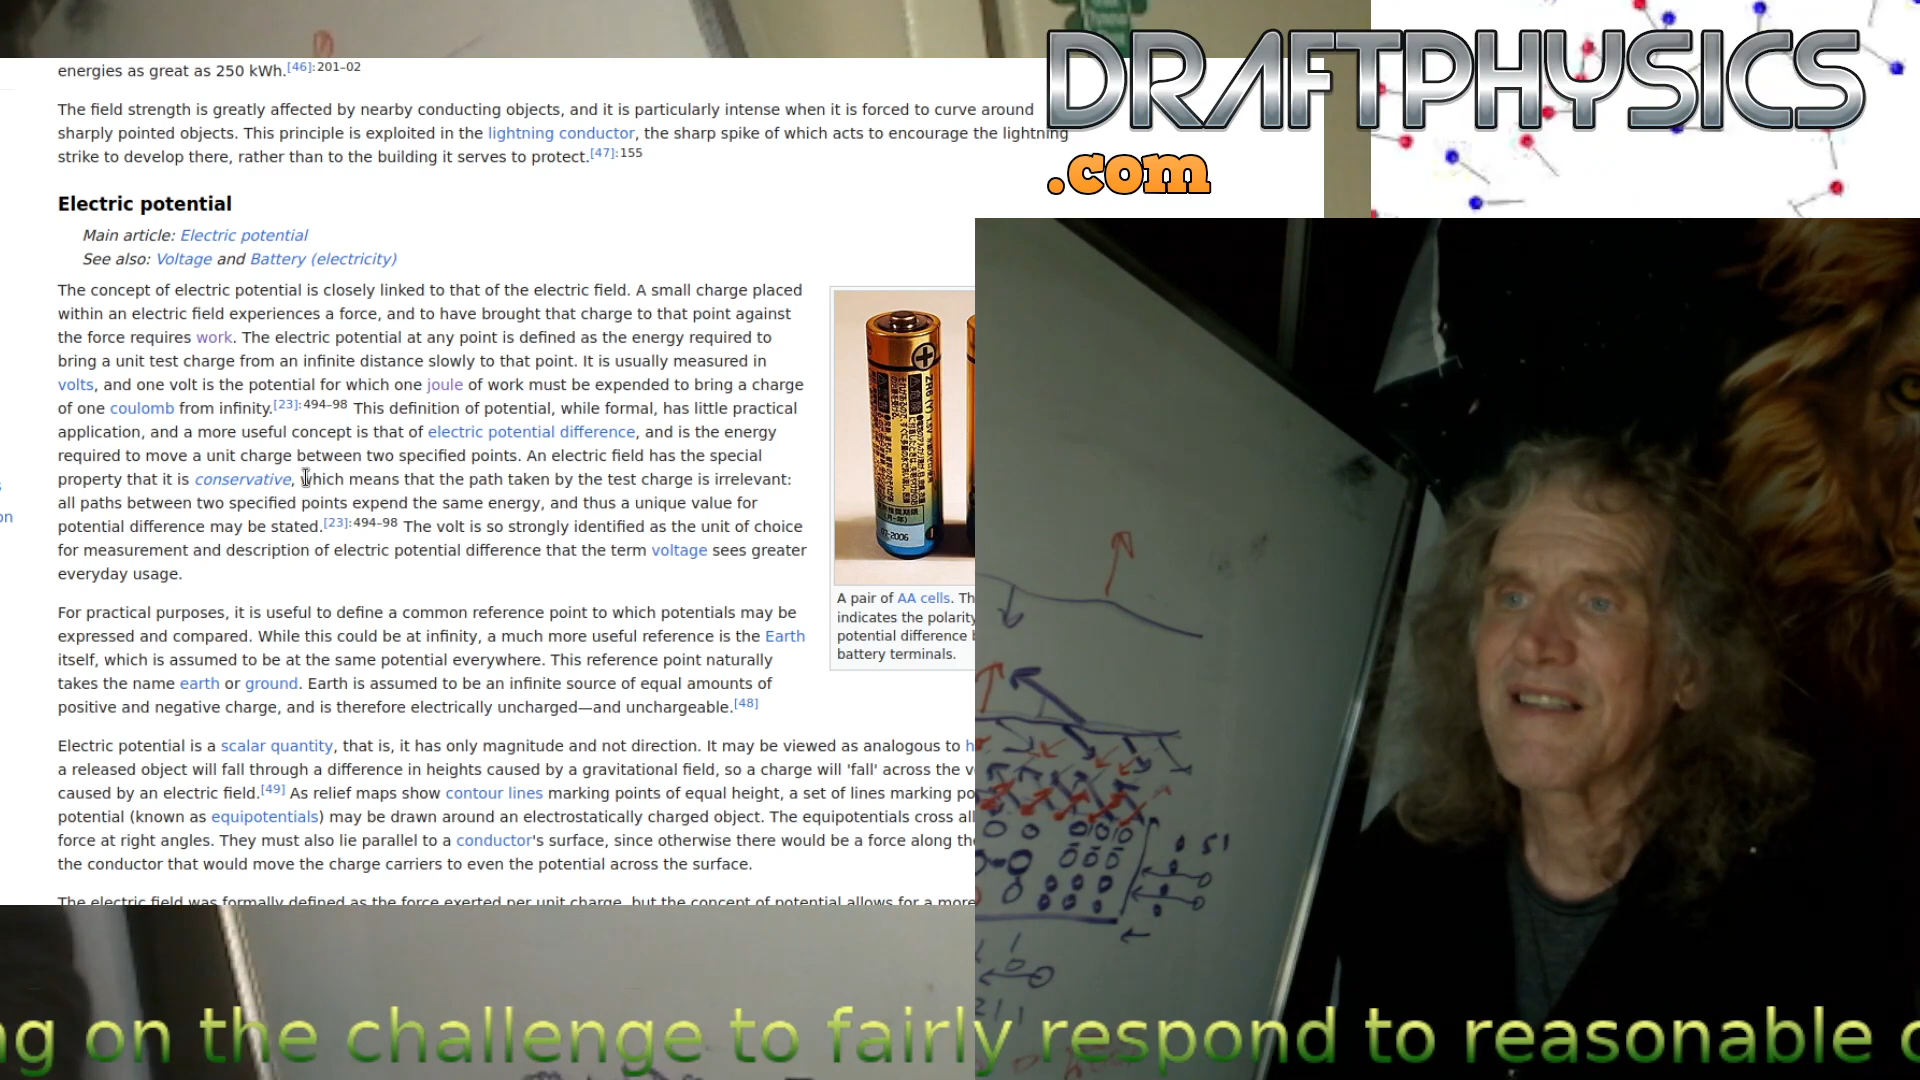 energies as great as 250 kWh.[46]:201–02
The field strength is greatly affected by nearby conducting objects, and it is particularly intense when it is forced to curve around
sharply pointed objects. This principle is exploited in the lightning conductor, the sharp spike of which acts to encourage the lightning
strike to develop there, rather than to the building it serves to protect.[47]:155
DRAFTPHYSICS
.com
Electric potential
Main article: Electric potential
See also: Voltage and Battery (electricity)
The concept of electric potential is closely linked to that of the electric field. A small charge placed
within an electric field experiences a force, and to have brought that charge to that point against
the force requires work. The electric potential at any point is defined as the energy required to
bring a unit test charge from an infinite distance slowly to that point. It is usually measured in
volts, and one volt is the potential for which one joule of work must be expended to bring a charge
of one coulomb from infinity.[23]:494–98 This definition of potential, while formal, has little practical
application, and a more useful concept is that of electric potential difference, and is the energy
required to move a unit charge between two specified points. An electric field has the special
property that it is conservative, which means that the path taken by the test charge is irrelevant:
all paths between two specified points expend the same energy, and thus a unique value for
potential difference may be stated.[23]:494–98 The volt is so strongly identified as the unit of choice
for measurement and description of electric potential difference that the term voltage sees greater
everyday usage.
A pair of AA cells. Th
indicates the polarity
potential difference b
battery terminals.
For practical purposes, it is useful to define a common reference point to which potentials may be
expressed and compared. While this could be at infinity, a much more useful reference is the Earth
itself, which is assumed to be at the same potential everywhere. This reference point naturally
takes the name earth or ground. Earth is assumed to be an infinite source of equal amounts of
positive and negative charge, and is therefore electrically uncharged—and unchargeable.[48]
Electric potential is a scalar quantity, that is, it has only magnitude and not direction. It may be viewed as analogous to h
a released object will fall through a difference in heights caused by a gravitational field, so a charge will 'fall' across the v
caused by an electric field.[49] As relief maps show contour lines marking points of equal height, a set of lines marking po
potential (known as equipotentials) may be drawn around an electrostatically charged object. The equipotentials cross all
force at right angles. They must also lie parallel to a conductor's surface, since otherwise there would be a force along the
the conductor that would move the charge carriers to even the potential across the surface.
The electric field was formally defined as the force exerted per unit charge, but the concept of potential allows for a more
ng on the challenge to fairly respond to reasonable